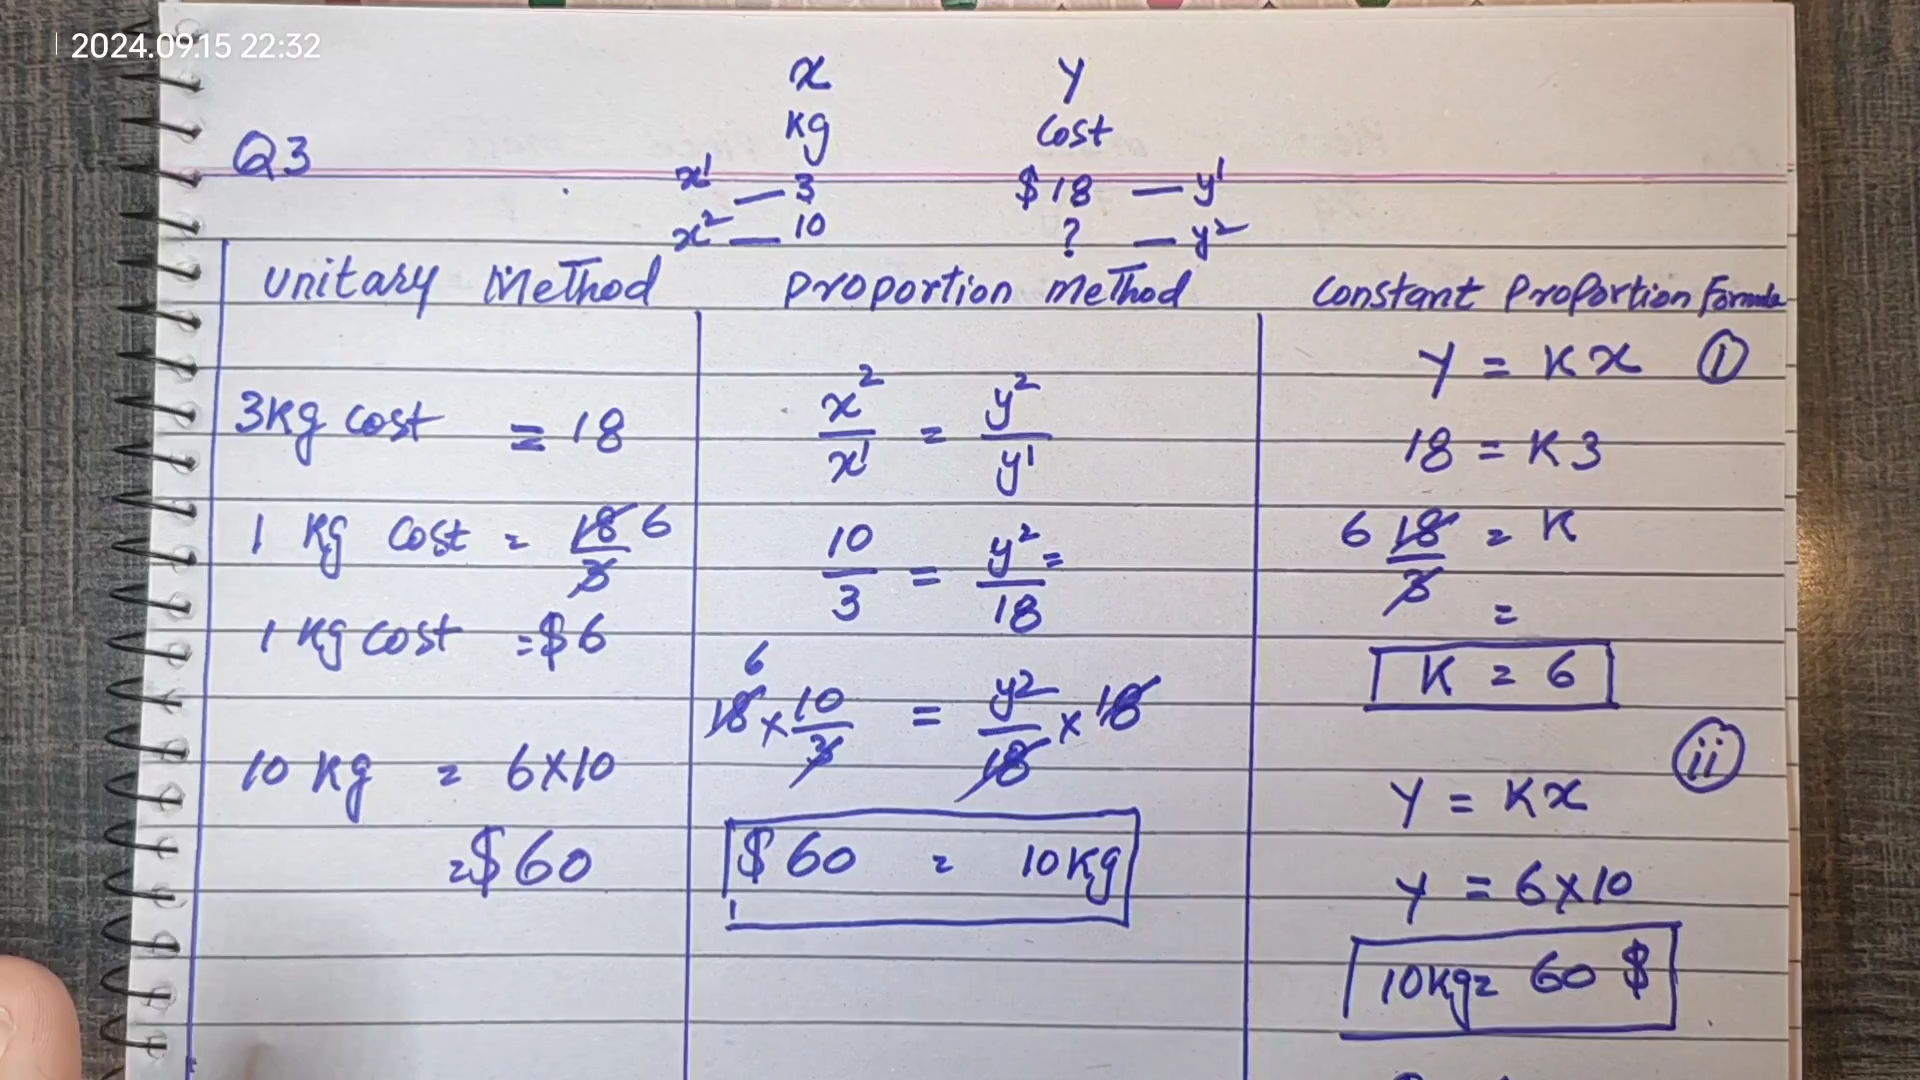 2024.09.15 22:32
x y
Kg Cost
Q3
x¹ — 3 $18 — y¹
x² — 10 ? — y²
Unitary Method
3Kg Cost = 18
1 Kg Cost = 18/3 6
1 Kg Cost = $6
10 Kg = 6×10
= $60
Proportion Method
x²/x¹ = y²/y¹
10/3 = y²/18 =
6
18 × 10/3 = y²/18 × 18
$60 = 10Kg
Constant Proportion Formula
y = Kx (i)
18 = K3
6 18/3 = K
=
K = 6
(ii)
y = Kx
y = 6×10
10Kg = 60 $